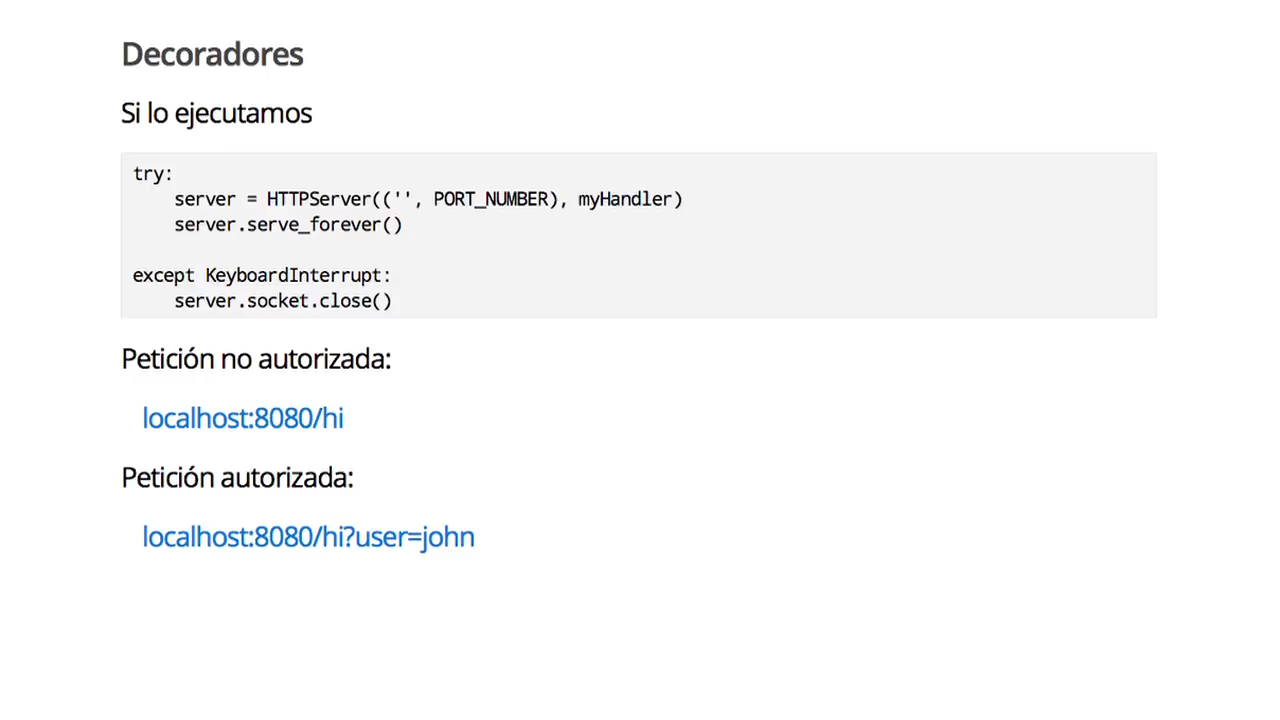 Decoradores
Si lo ejecutamos
try:
    server = HTTPServer(('', PORT_NUMBER), myHandler)
    server.serve_forever()
except KeyboardInterrupt:
    server.socket.close()
Petición no autorizada:
localhost:8080/hi
Petición autorizada:
localhost:8080/hi?user=john